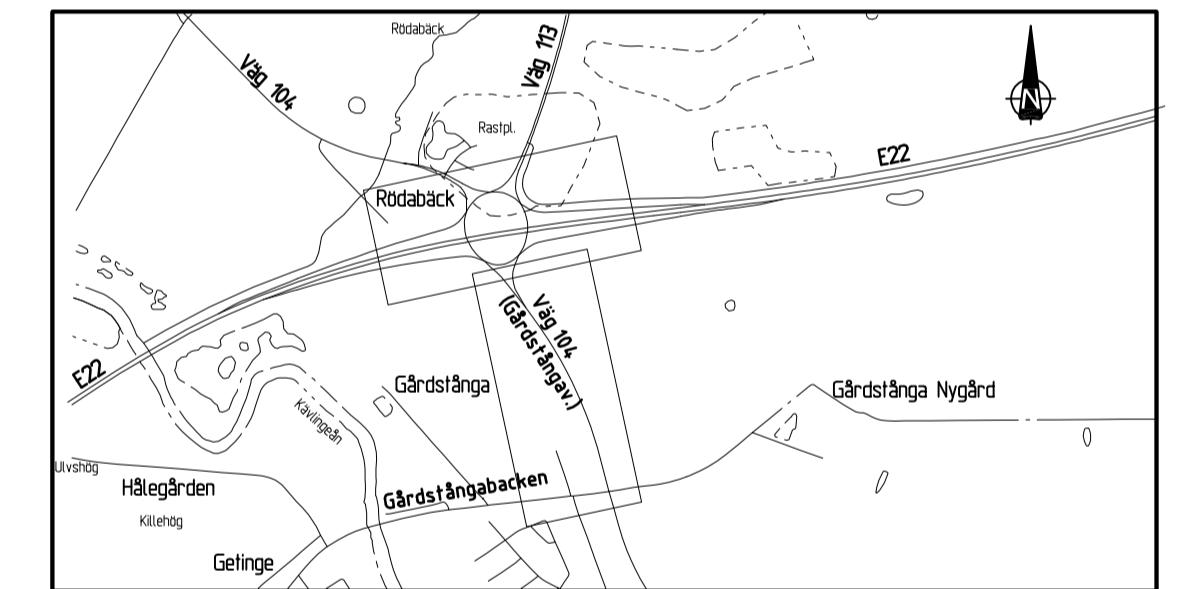 Rödabäck
Väg 113
Väg 104
N
Rastpl.
E22
Rödabäck
Väg 104
(Gårdstångav.)
E22
Gårdstånga
Gårdstånga Nygård
Kävlingeån
Ulvshög
Hålegården
Gårdstångabacken
Killehög
Getinge